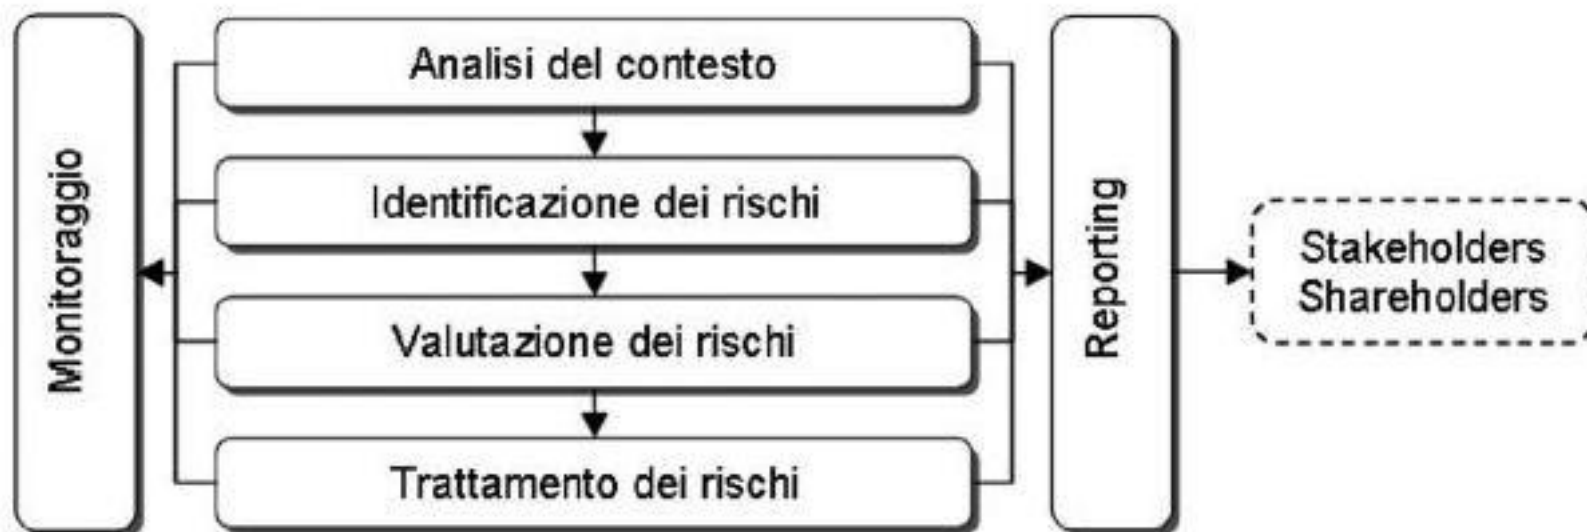 Monitoraggio
Analisi del contesto
Identificazione dei rischi
Valutazione dei rischi
Trattamento dei rischi
Reporting
Stakeholders
Shareholders